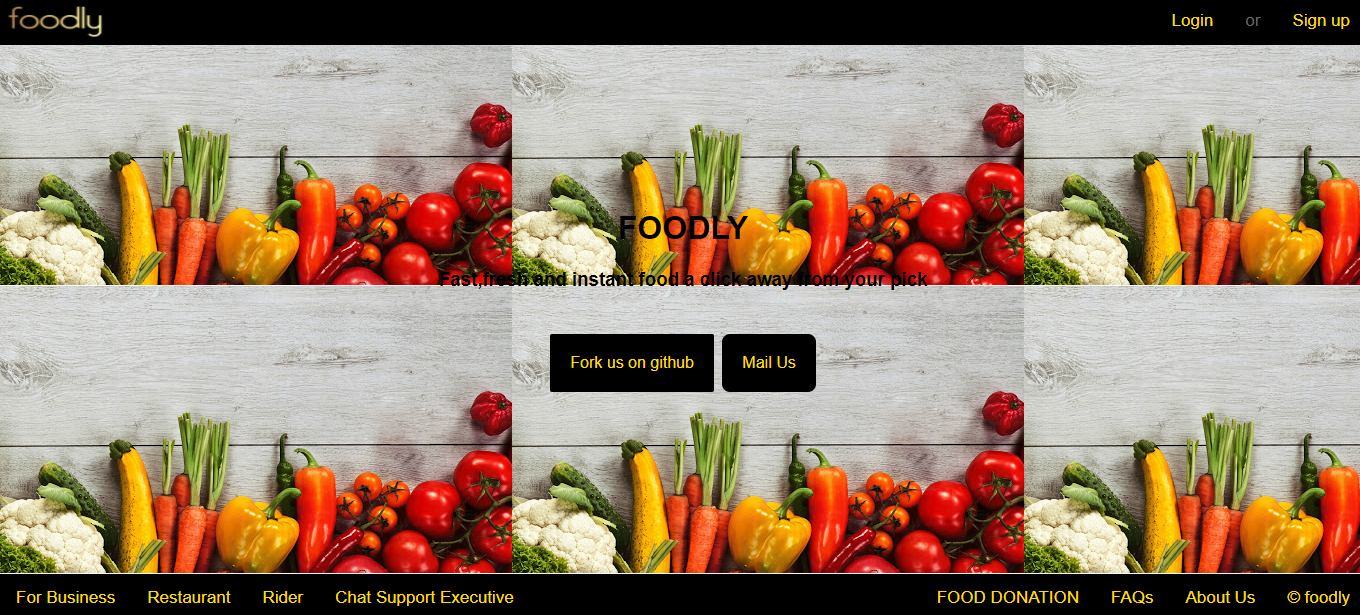 foodly
Login or Sign up
FOODLY
Fast,fresh and instant food a click away from your pick
Fork us on github
Mail Us
For Business Restaurant Rider Chat Support Executive FOOD DONATION FAQs About Us © foodly